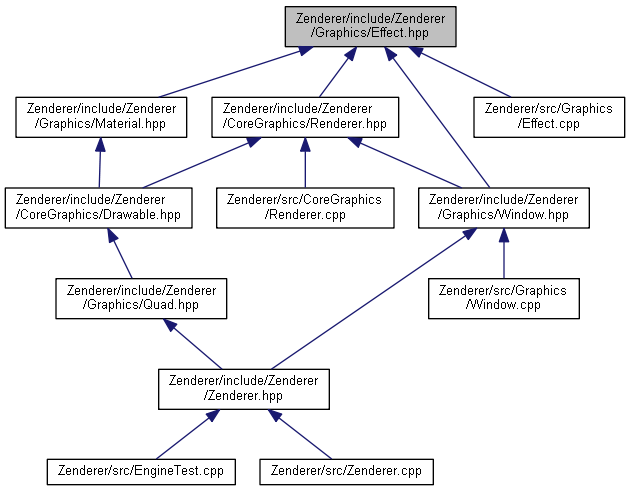 Zenderer/include/Zenderer
/Graphics/Effect.hpp
Zenderer/include/Zenderer
/Graphics/Material.hpp
Zenderer/include/Zenderer
/CoreGraphics/Renderer.hpp
Zenderer/src/Graphics
/Effect.cpp
Zenderer/include/Zenderer
/CoreGraphics/Drawable.hpp
Zenderer/src/CoreGraphics
/Renderer.cpp
Zenderer/include/Zenderer
/Graphics/Window.hpp
Zenderer/include/Zenderer
/Graphics/Quad.hpp
Zenderer/src/Graphics
/Window.cpp
Zenderer/include/Zenderer
/Zenderer.hpp
Zenderer/src/EngineTest.cpp
Zenderer/src/Zenderer.cpp